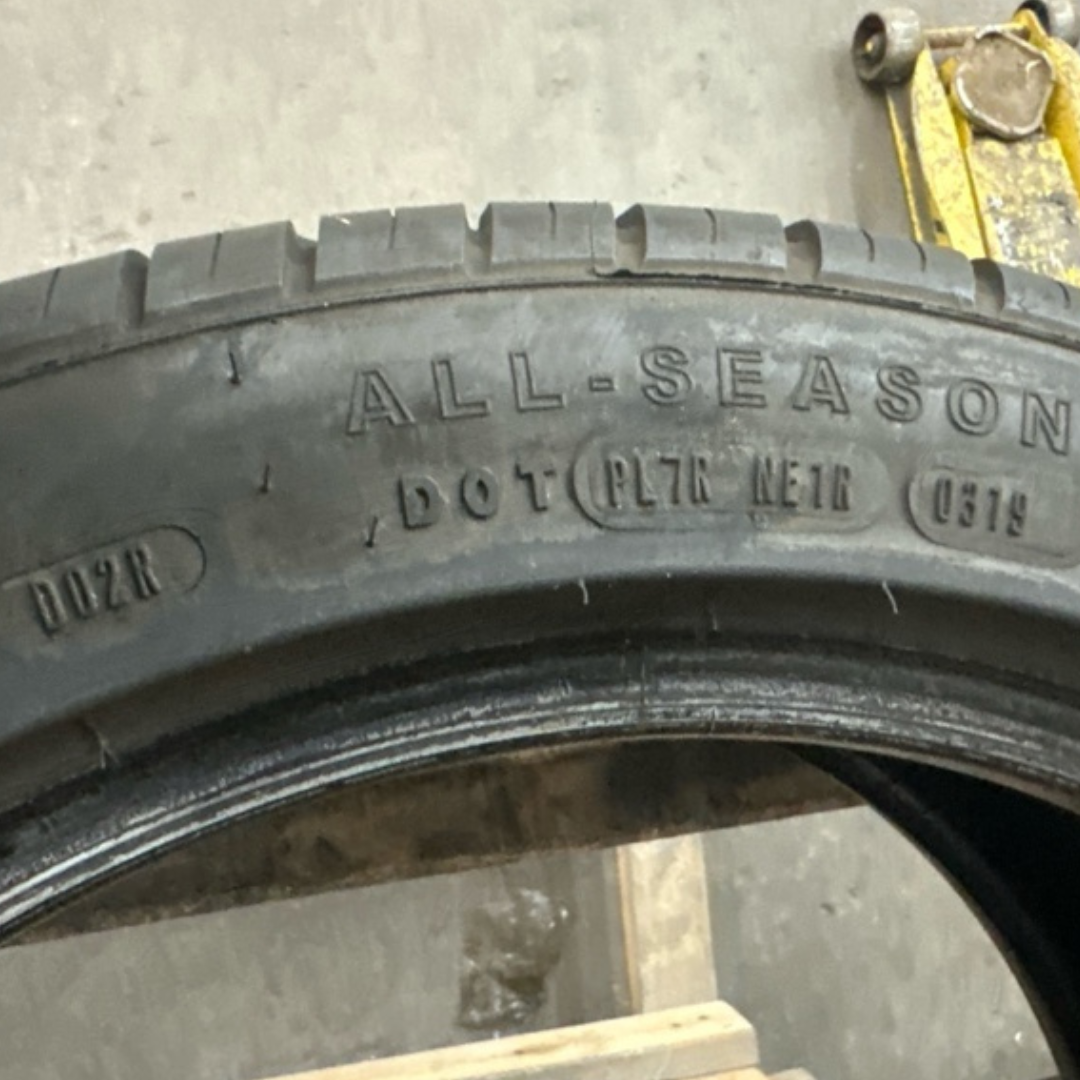 ALL-SEASON
DOT PL7R NE1R 0319
D02R